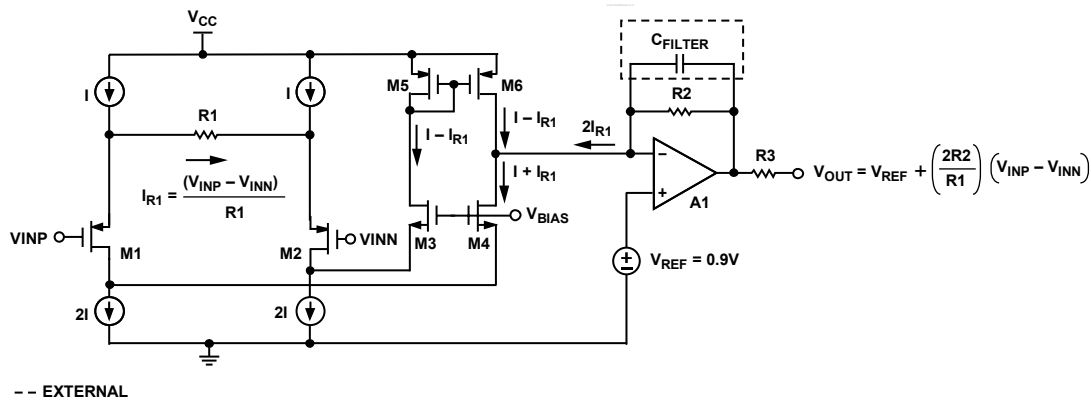 VCC
I
I
R1
IR1 = (VINP – VINN)
R1
VINP
M1
M2
VINN
2I
2I
M5
M6
I – IR1
I – IR1
I + IR1
M3
M4
VBIAS
2IR1
CFILTER
R2
–
+
A1
R3
VOUT = VREF + (2R2/R1) (VINP – VINN)
VREF = 0.9V
-- EXTERNAL